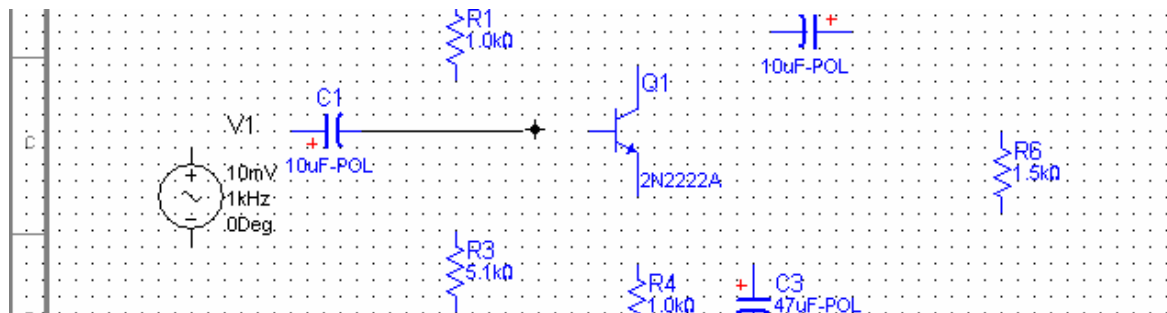 R1
1.0kΩ
+
10uF-POL
Q1
C1
V1
+
10uF-POL
C
10mV
1kHz
0Deg
+
2N2222A
R6
1.5kΩ
R3
5.1kΩ
R4
1.0kΩ
+
C3
47uF-POL